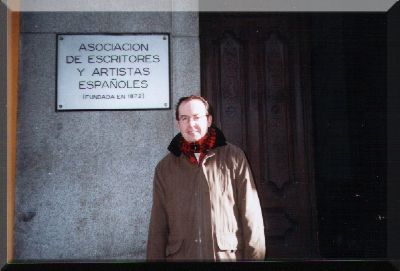 ASOCIACION
DE ESCRITORES
Y ARTISTAS
ESPAÑOLES
(FUNDADA EN 1872)